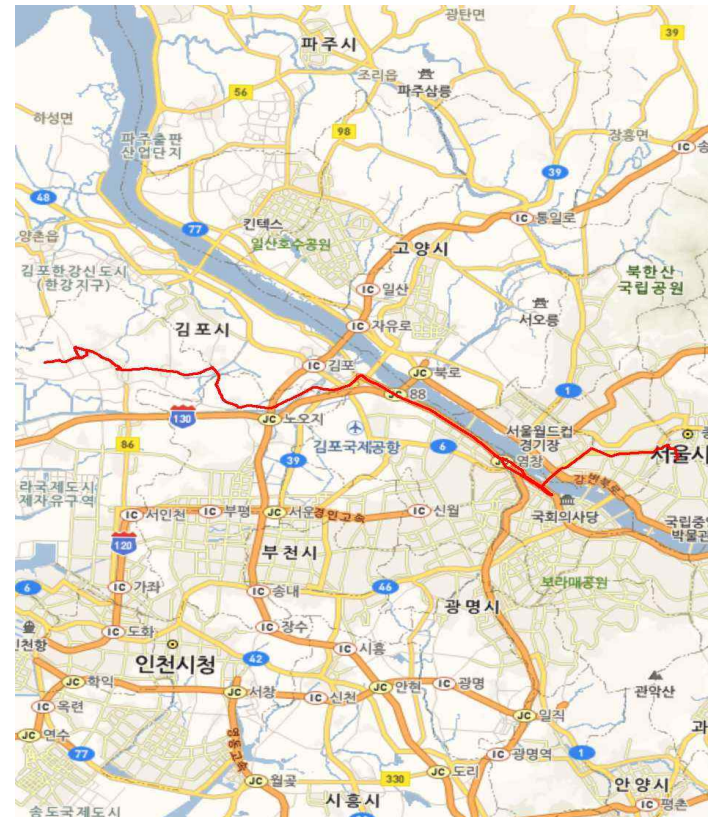 광탄면
39
파주시
조리읍
파주삼릉
56
하성면
98
장흥면
파주출판
산업단지
IC
송
39
48
양촌읍
77
킨텍스
IC
통일로
일산호수공원
고양시
김포한강신도시
(한강지구)
북한산
국립공원
IC
일산
서오릉
김포시
IC
자유로
IC
김포
JC
북로
1
JC
88
130
JC
노오지
서울월드컵
경기장
86
김포국제공항
6
서울시
JC
염창
39
강변북로
라국제도시
제자유구역
IC
서인천
IC
부평
JC
서운
경인고속
IC
신월
국회의사당
국립중앙
박물관
120
부천시
6
IC
가좌
IC
송내
46
보라매공원
광명시
IC
도화
IC
장수
인천항
IC
시흥
인천시청
42
JC
학익
JC
서창
IC
신천
JC
안현
IC
광명
관악산
IC
옥련
JC
일직
과
JC
연수
77
IC
광명역
1
JC
월곶
330
JC
도리
안양시
송도국제도시
시흥시
IC
평촌